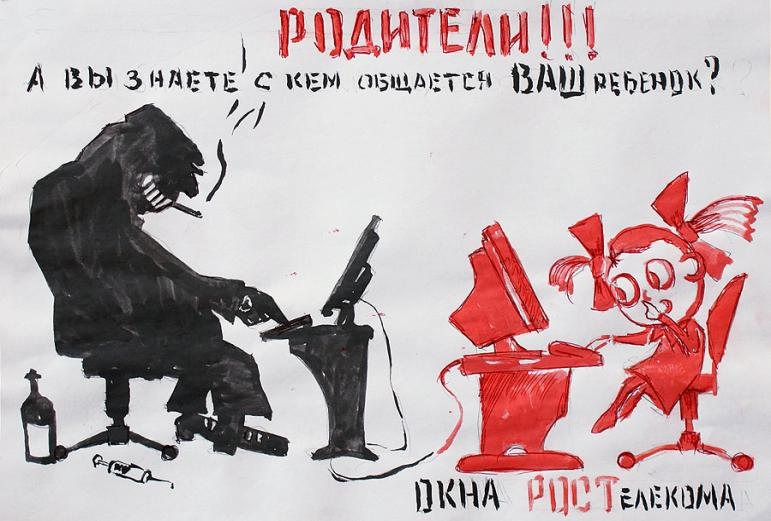 РОДИТЕЛИ!!!
А ВЫ ЗНАЕТЕ С КЕМ ОБЩАЕТСЯ ВАШ РЕБЕНОК?
ОКНА РОСТЕЛЕКОМА